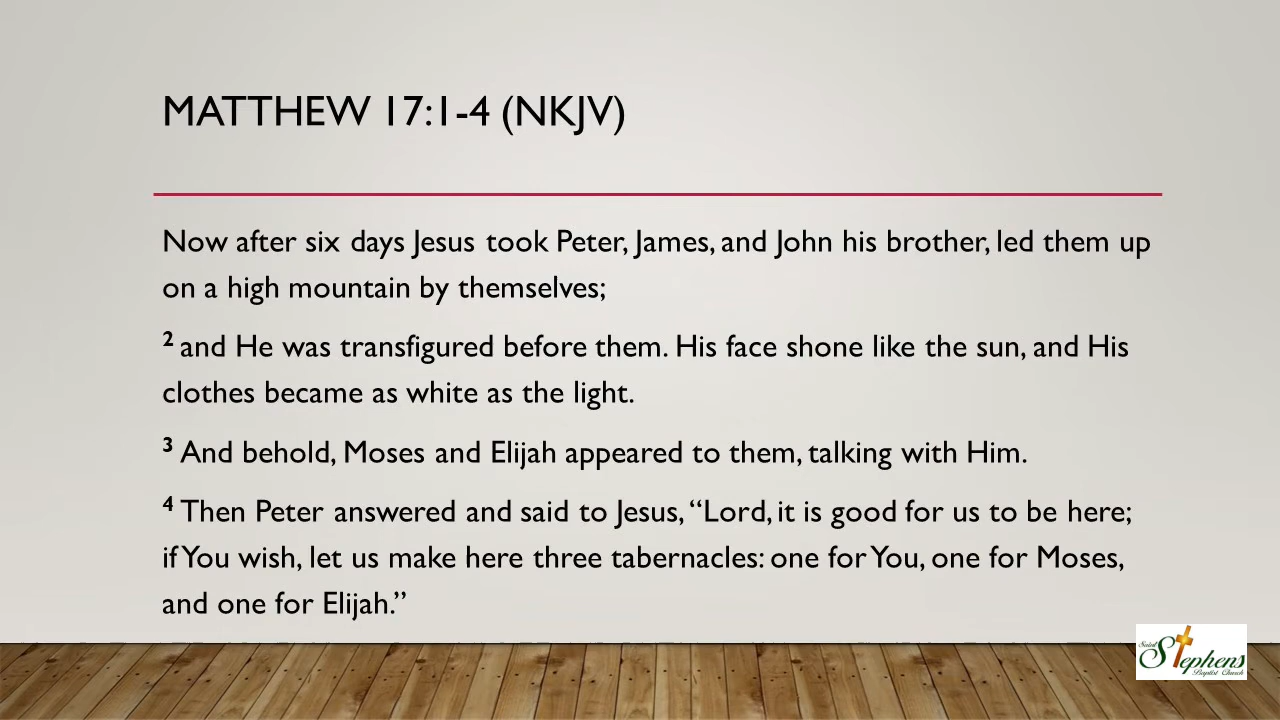 MATTHEW 17:1-4 (NKJV)
Now after six days Jesus took Peter, James, and John his brother, led them up
on a high mountain by themselves;
2 and He was transfigured before them. His face shone like the sun, and His
clothes became as white as the light.
3 And behold, Moses and Elijah appeared to them, talking with Him.
4 Then Peter answered and said to Jesus, “Lord, it is good for us to be here;
if You wish, let us make here three tabernacles: one for You, one for Moses,
and one for Elijah.”
Saint
Stephens
Baptist Church